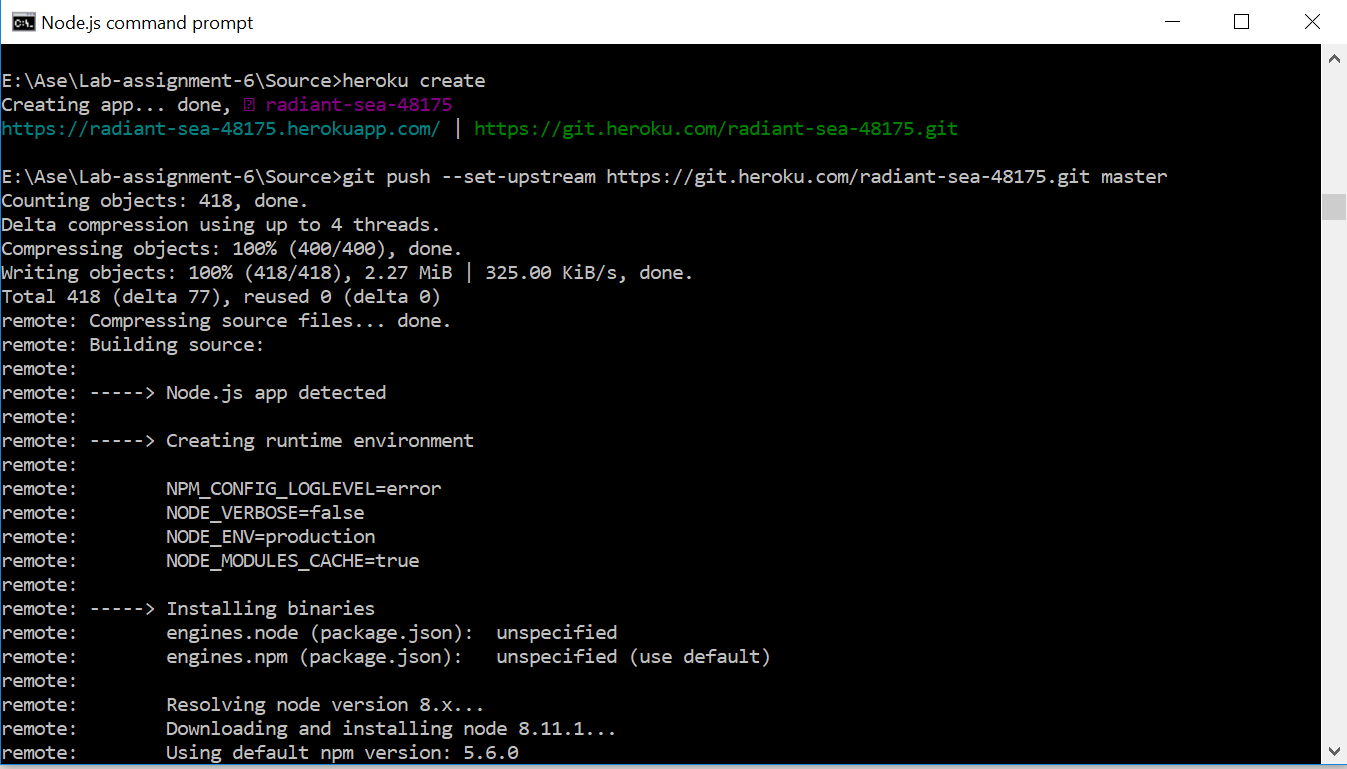 Node.js command prompt
E:\Ase\Lab-assignment-6\Source>heroku create
Creating app... done, radiant-sea-48175
https://radiant-sea-48175.herokuapp.com/ | https://git.heroku.com/radiant-sea-48175.git
E:\Ase\Lab-assignment-6\Source>git push --set-upstream https://git.heroku.com/radiant-sea-48175.git master
Counting objects: 418, done.
Delta compression using up to 4 threads.
Compressing objects: 100% (400/400), done.
Writing objects: 100% (418/418), 2.27 MiB | 325.00 KiB/s, done.
Total 418 (delta 77), reused 0 (delta 0)
remote: Compressing source files... done.
remote: Building source:
remote:
remote: -----> Node.js app detected
remote:
remote: -----> Creating runtime environment
remote:
remote:        NPM_CONFIG_LOGLEVEL=error
remote:        NODE_VERBOSE=false
remote:        NODE_ENV=production
remote:        NODE_MODULES_CACHE=true
remote:
remote: -----> Installing binaries
remote:        engines.node (package.json):  unspecified
remote:        engines.npm (package.json):   unspecified (use default)
remote:
remote:        Resolving node version 8.x...
remote:        Downloading and installing node 8.11.1...
remote:        Using default npm version: 5.6.0